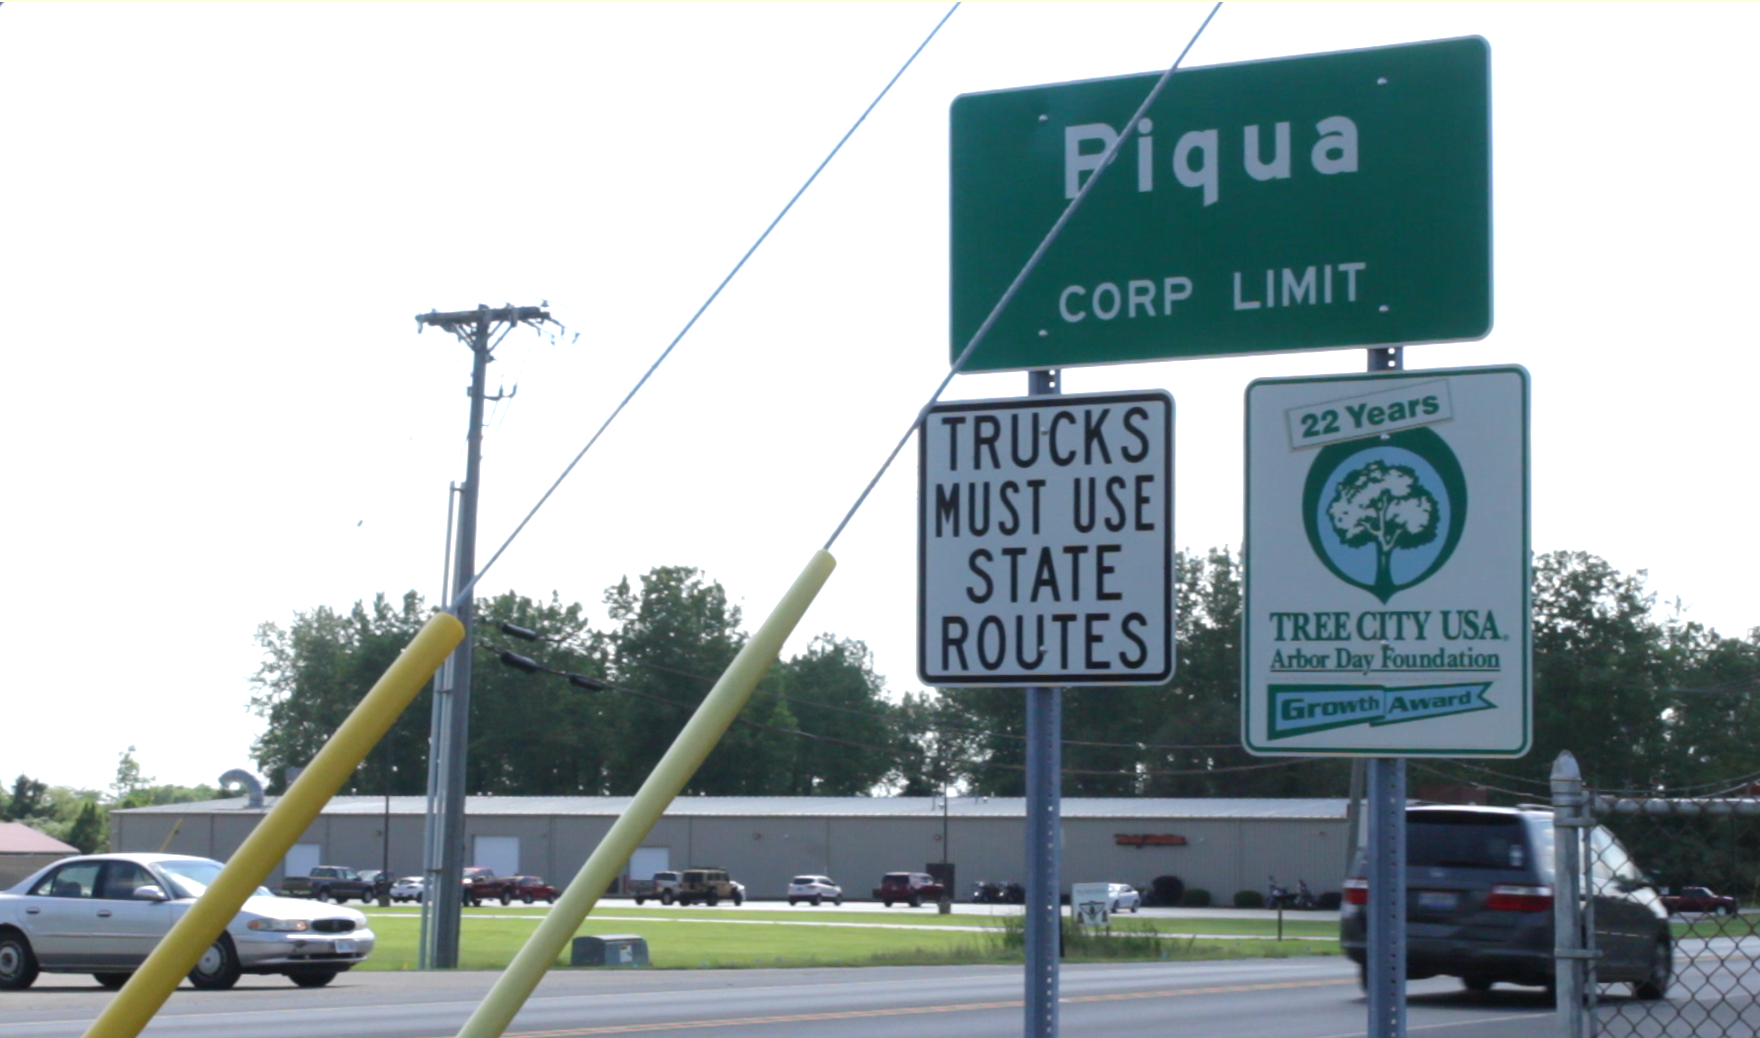 Piqua
CORP LIMIT
TRUCKS
MUST USE
STATE
ROUTES
22 Years
TREE CITY USA®
Arbor Day Foundation
Growth Award